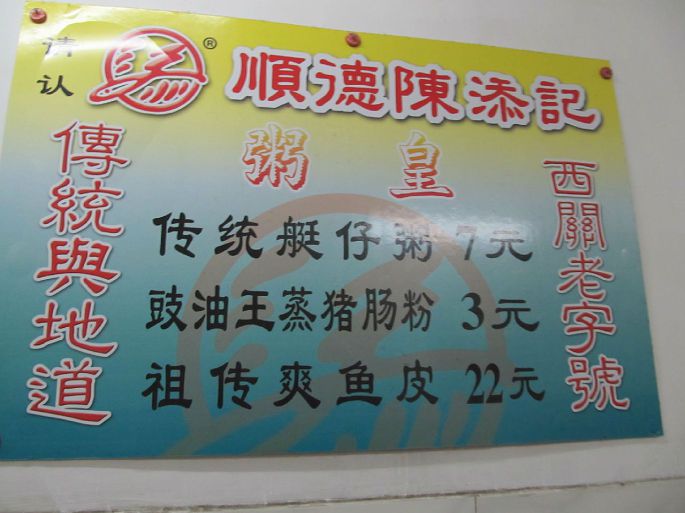 请认
®
順德陳添記
粥皇
傳統與地道
传统艇仔粥 7元
豉油王蒸猪肠粉 3元
祖传爽鱼皮 22元
西關老字號